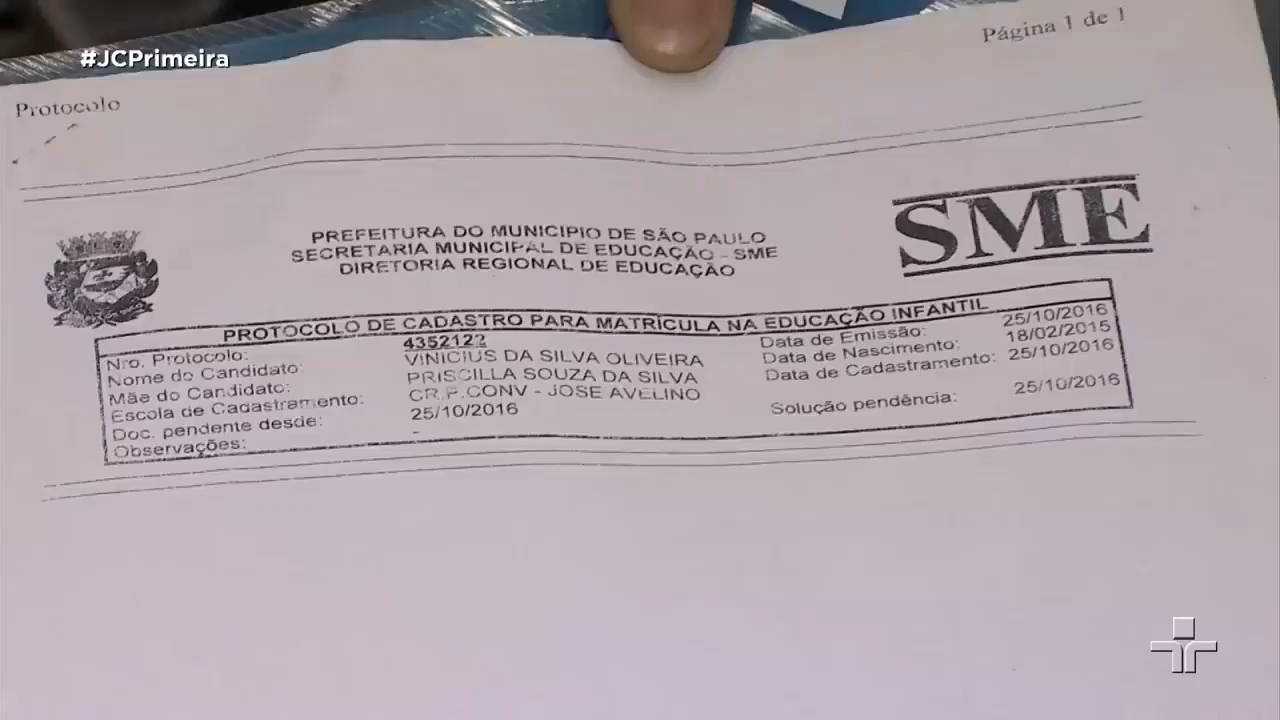 #JCPrimeira
Página 1 de 1
Protocolo
PREFEITURA DO MUNICIPIO DE SÃO PAULO
SECRETARIA MUNICIPAL DE EDUCAÇÃO - SME
DIRETORIA REGIONAL DE EDUCAÇÃO
SME
PROTOCOLO DE CADASTRO PARA MATRÍCULA NA EDUCAÇÃO INFANTIL
Nro. Protocolo: 4352122 Data de Emissão: 25/10/2016
Nome do Candidato: VINICIUS DA SILVA OLIVEIRA Data de Nascimento: 18/02/2015
Mãe do Candidato: PRISCILLA SOUZA DA SILVA Data de Cadastramento: 25/10/2016
Escola de Cadastramento: CR.P.CONV - JOSE AVELINO
Doc. pendente desde: 25/10/2016 Solução pendência: 25/10/2016
Observações: -